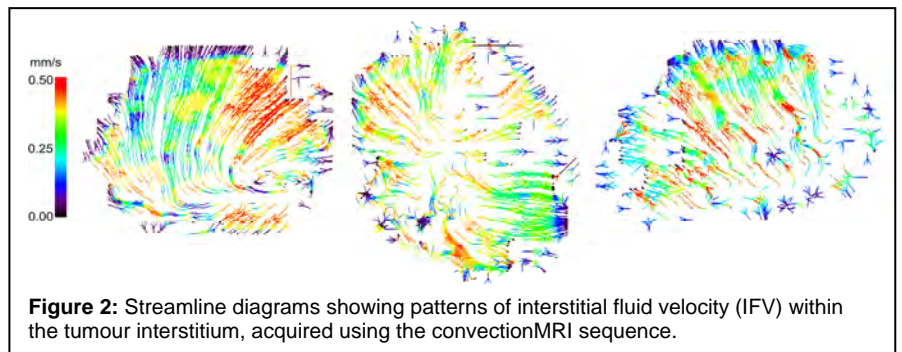 mm/s
0.50
0.25
0.00
Figure 2: Streamline diagrams showing patterns of interstitial fluid velocity (IFV) within
the tumour interstitium, acquired using the convectionMRI sequence.